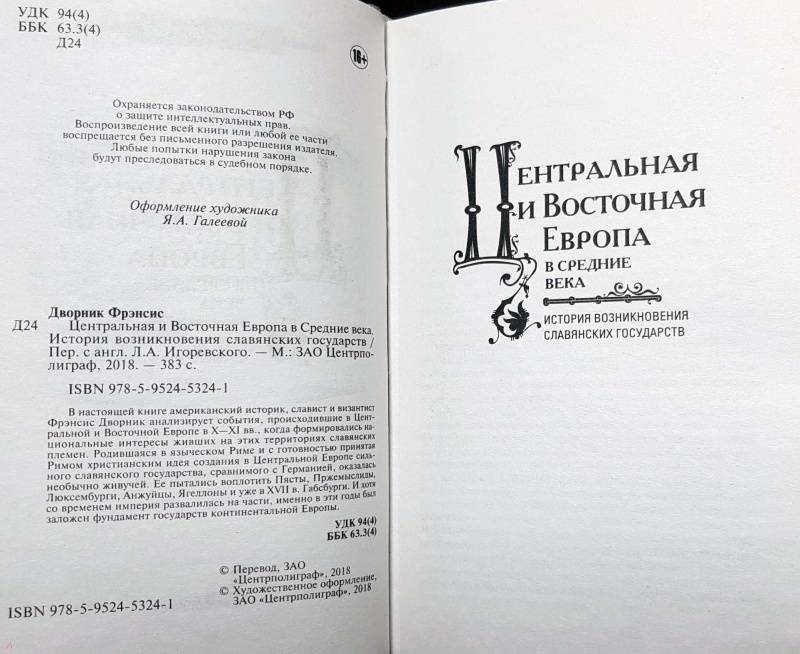 УДК 94(4)
ББК 63.3(4)
Д24
16+
Охраняется законодательством РФ
о защите интеллектуальных прав.
Воспроизведение всей книги или любой ее части
воспрещается без письменного разрешения издателя.
Любые попытки нарушения закона
будут преследоваться в судебном порядке.
Оформление художника
Я.А. Галеевой
Дворник Фрэнсис
Д24 Центральная и Восточная Европа в Средние века.
История возникновения славянских государств /
Пер. с англ. Л.А. Игоревского. — М.: ЗАО Центрпо-
лиграф, 2018. — 383 с.
ISBN 978-5-9524-5324-1
В настоящей книге американский историк, славист и византист
Фрэнсис Дворник анализирует события, происходившие в Цент-
ральной и Восточной Европе в X—XI вв., когда формировались на-
циональные интересы живших на этих территориях славянских
племен. Родившаяся в языческом Риме и с готовностью принятая
Римом христианским идея создания в Центральной Европе силь-
ного славянского государства, сравнимого с Германией, оказалась
необычно живучей. Ее пытались воплотить Пясты, Пржемыслиды,
Люксембурги, Анжуйцы, Ягеллоны и уже в XVII в. Габсбурги. И хотя
со временем империя развалилась на части, именно в эти годы был
заложен фундамент государств континентальной Европы.
УДК 94(4)
ББК 63.3(4)
© Перевод, ЗАО
«Центрполиграф», 2018
© Художественное оформление,
ЗАО «Центрполиграф», 2018
ISBN 978-5-9524-5324-1
Центральная
и Восточная
Европа
в средние
века
история возникновения
славянских государств